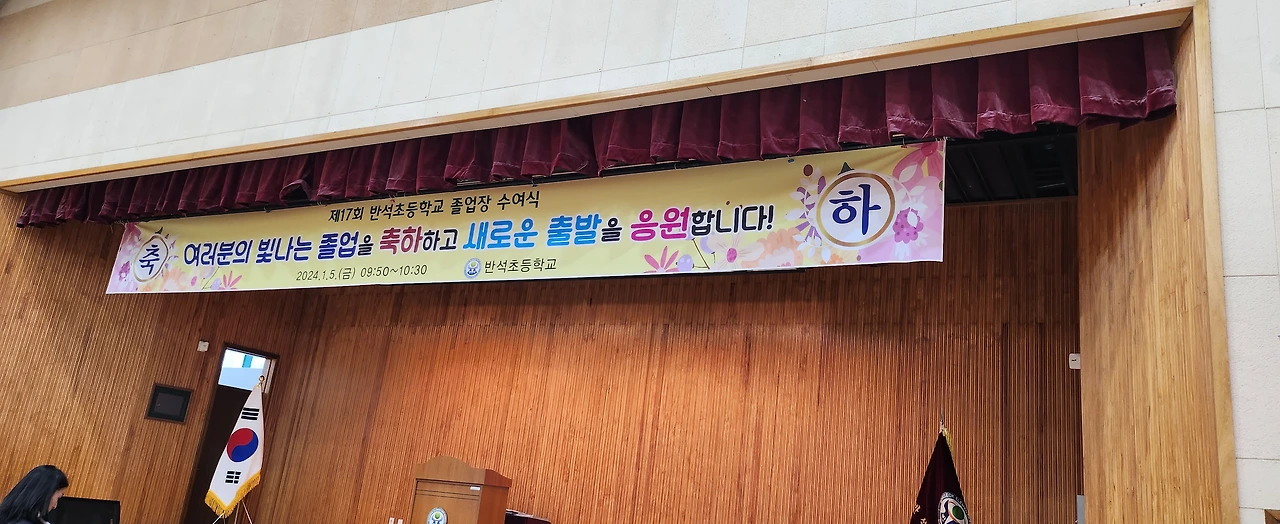 제17회 반석초등학교 졸업장 수여식
축 여러분의 빛나는 졸업을 축하하고 새로운 출발을 응원합니다! 하
2024.1.5.(금) 09:50~10:30 반석초등학교